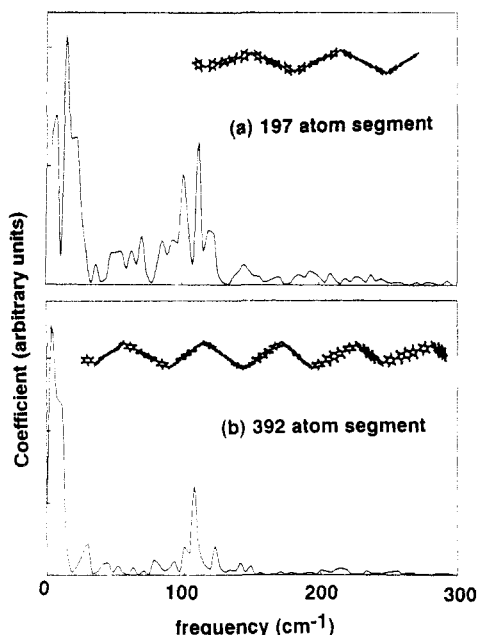 (a) 197 atom segment
(b) 392 atom segment
Coefficient (arbitrary units)
0 100 200 300
frequency (cm-1)